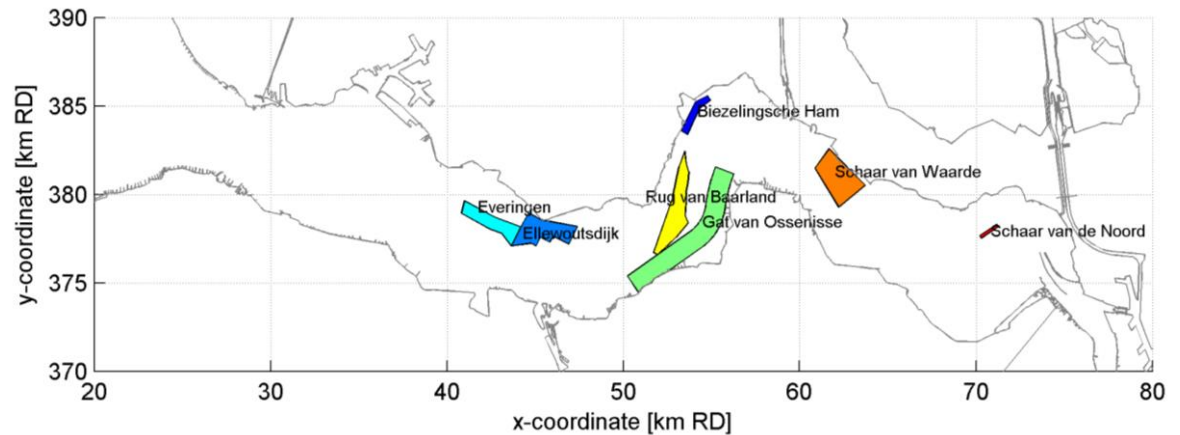 390
385
380
375
370
y-coordinate [km RD]
Biezelingsche Ham
Schaar van Waarde
Rug van Baarland
Everingen
Gat van Ossenisse
Ellewoutsdijk
Schaar van de Noord
20 30 40 50 60 70 80
x-coordinate [km RD]